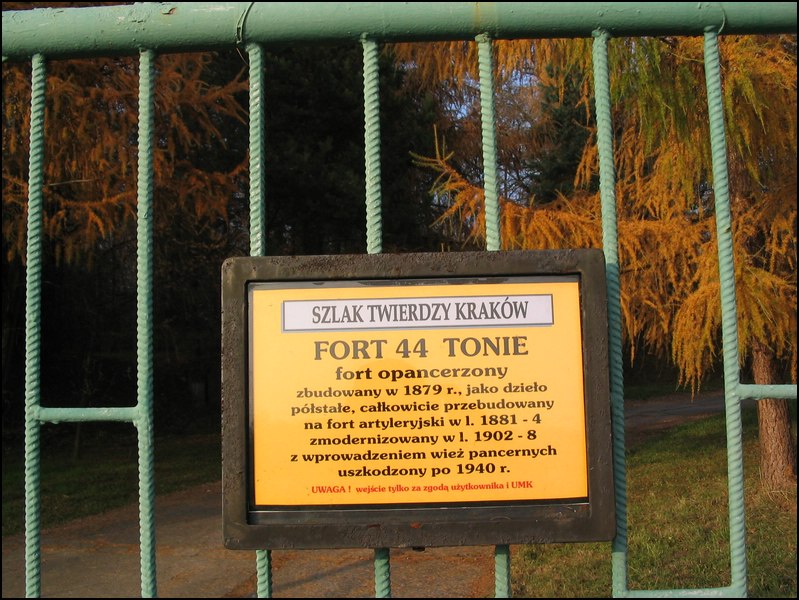 SZLAK TWIERDZY KRAKÓW
FORT 44 TONIE
fort opancerzony
zbudowany w 1879 r., jako dzieło
półstałe, całkowicie przebudowany
na fort artyleryjski w l. 1881 - 4
zmodernizowany w l. 1902 - 8
z wprowadzeniem wież pancernych
uszkodzony po 1940 r.
UWAGA ! wejście tylko za zgodą użytkownika i UMK